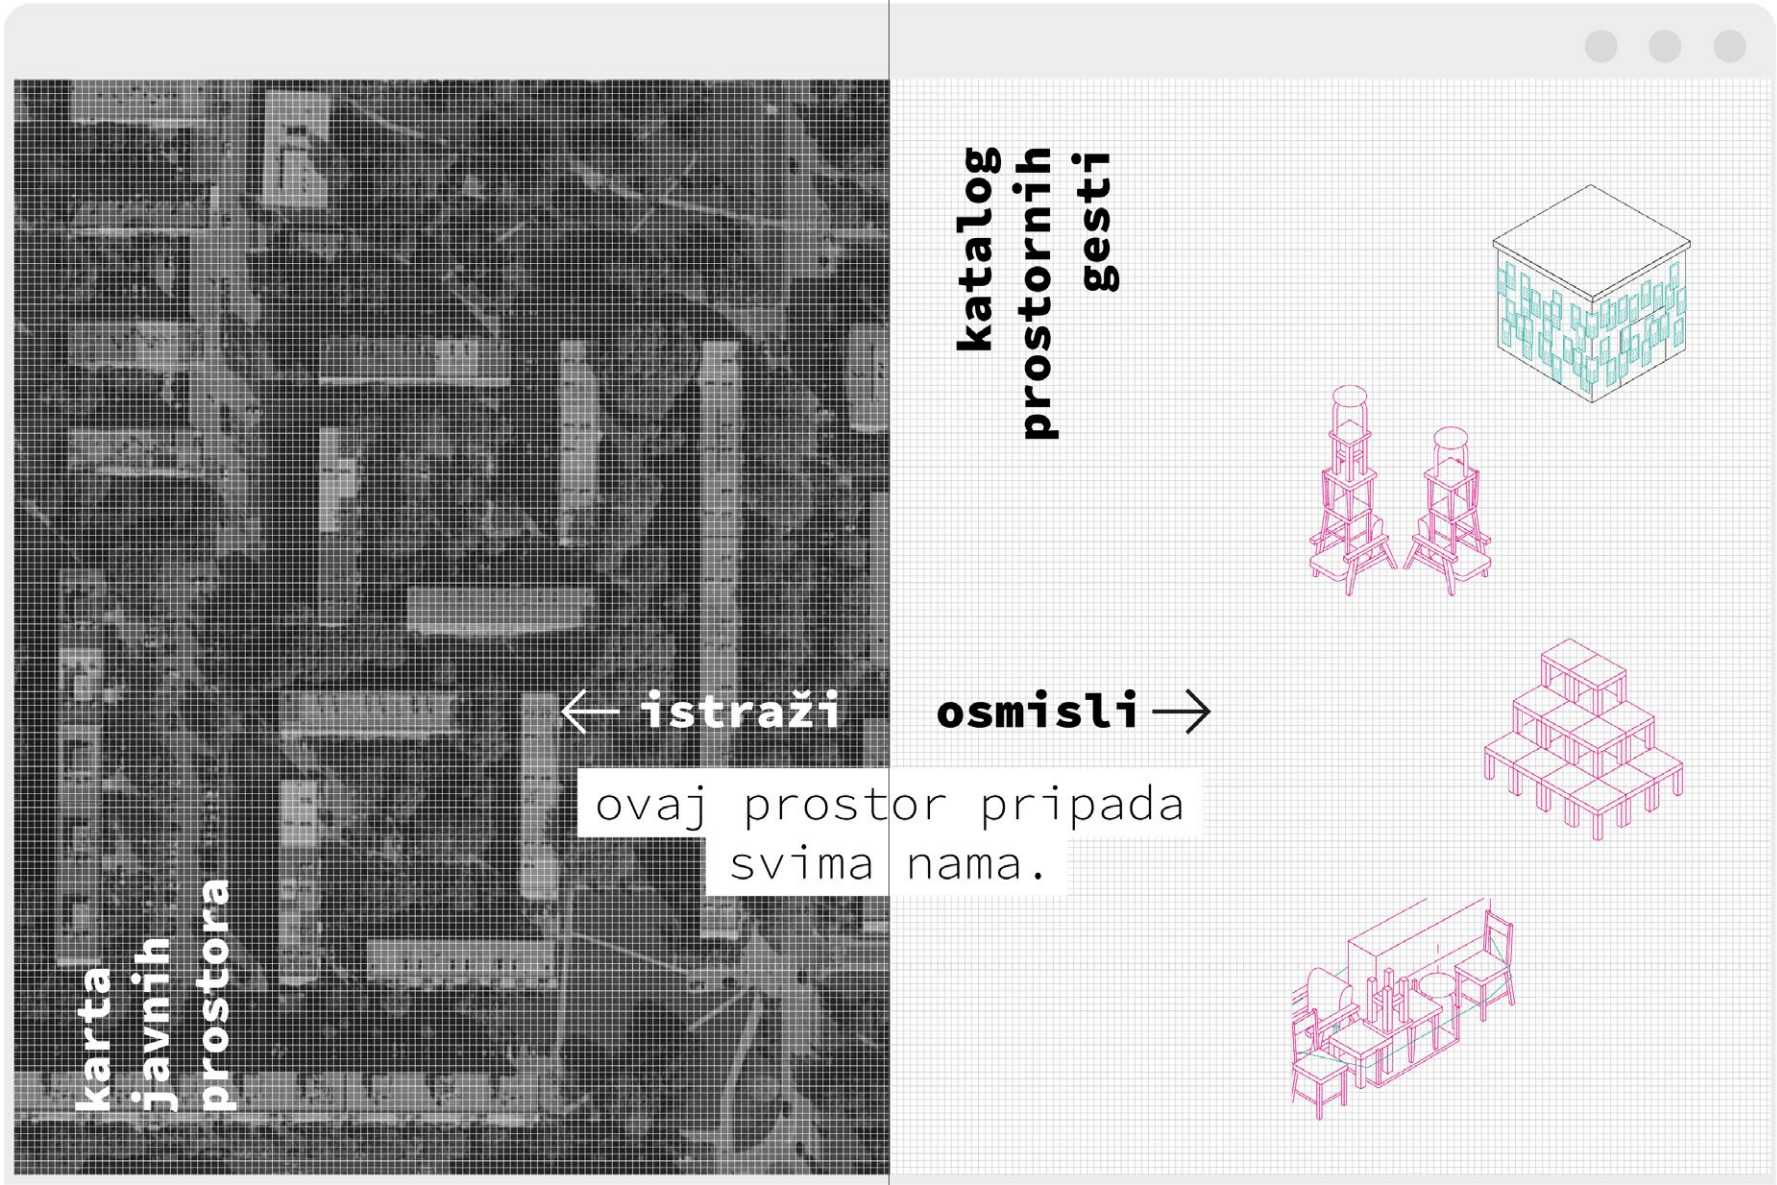 karta
javnih
prostora
← istraži
osmisli →
ovaj prostor pripada
svima nama.
katalog
prostornih
gesti